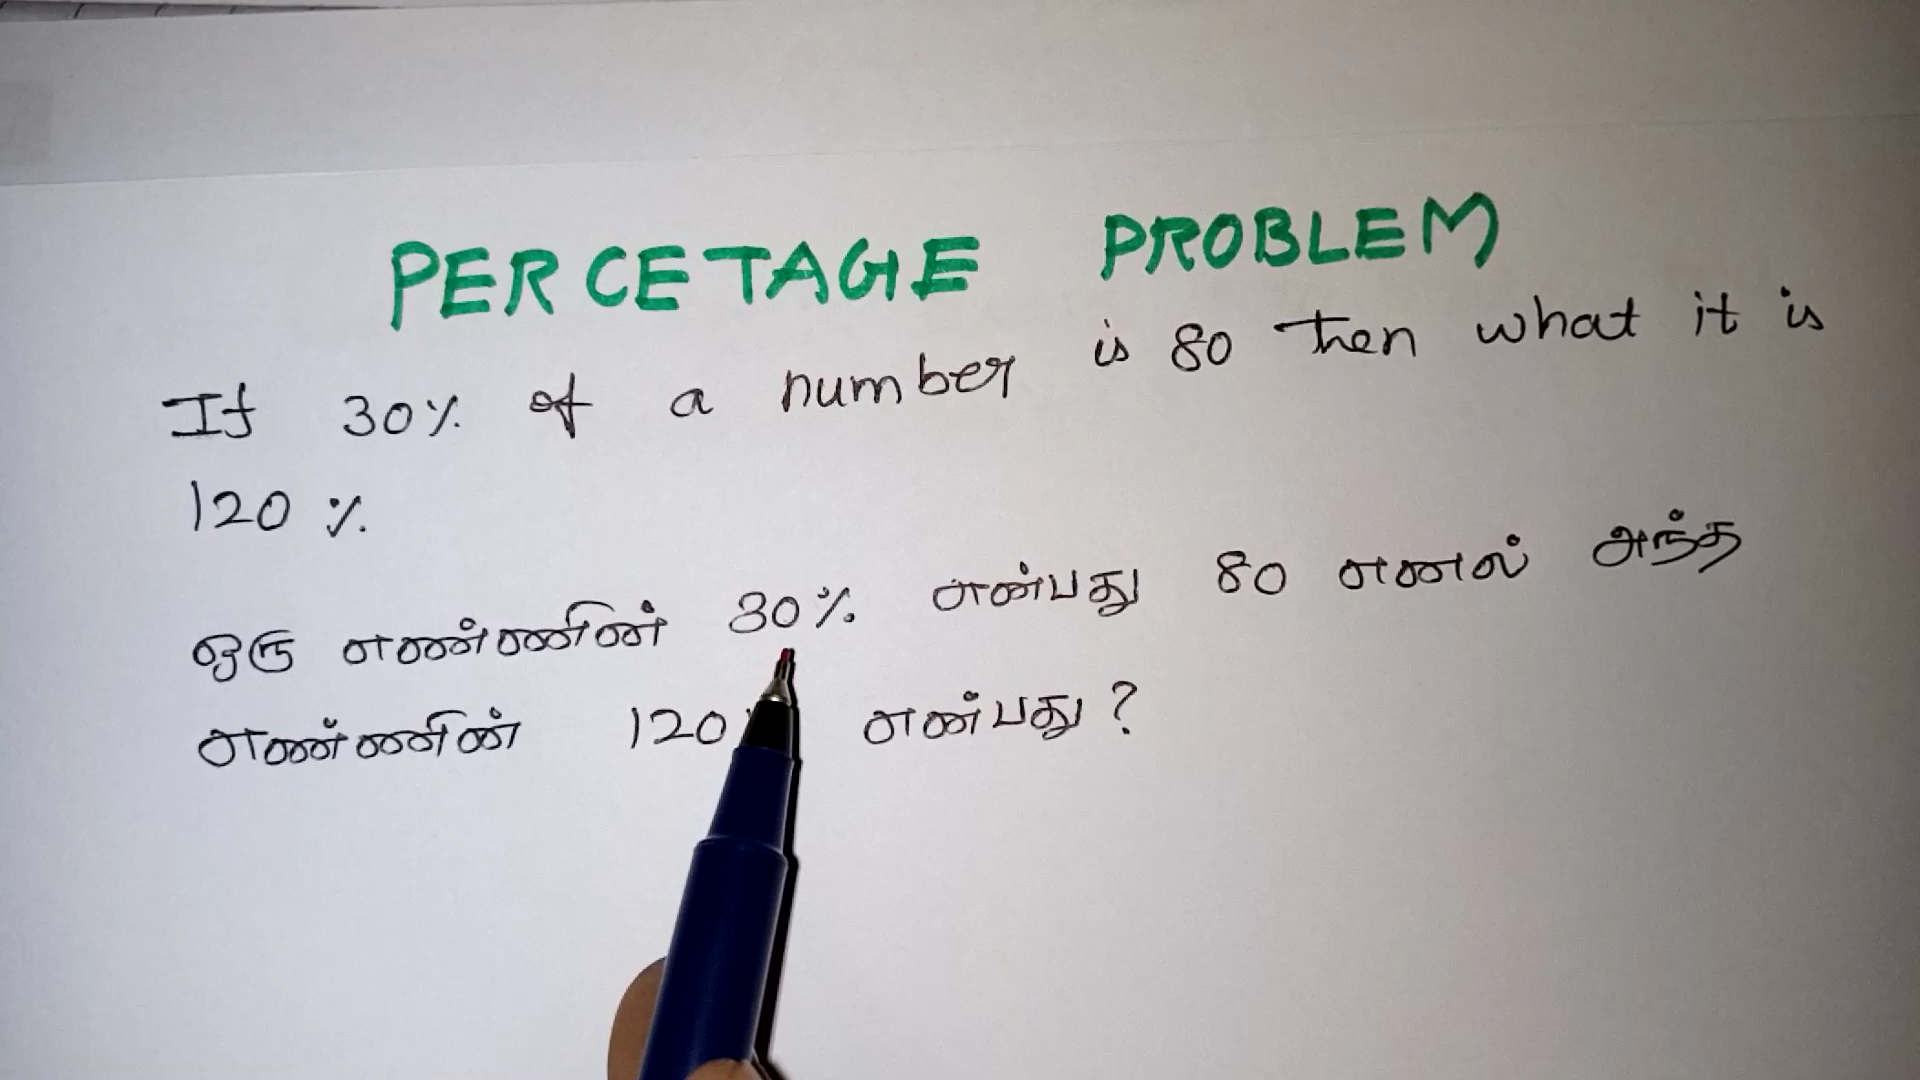 PERCETAGE PROBLEM
If 30% of a number is 80 then what it is
120 %
ஒரு எண்ணின் 30% என்பது 80 எனில் அந்த
எண்ணின் 120% என்பது ?